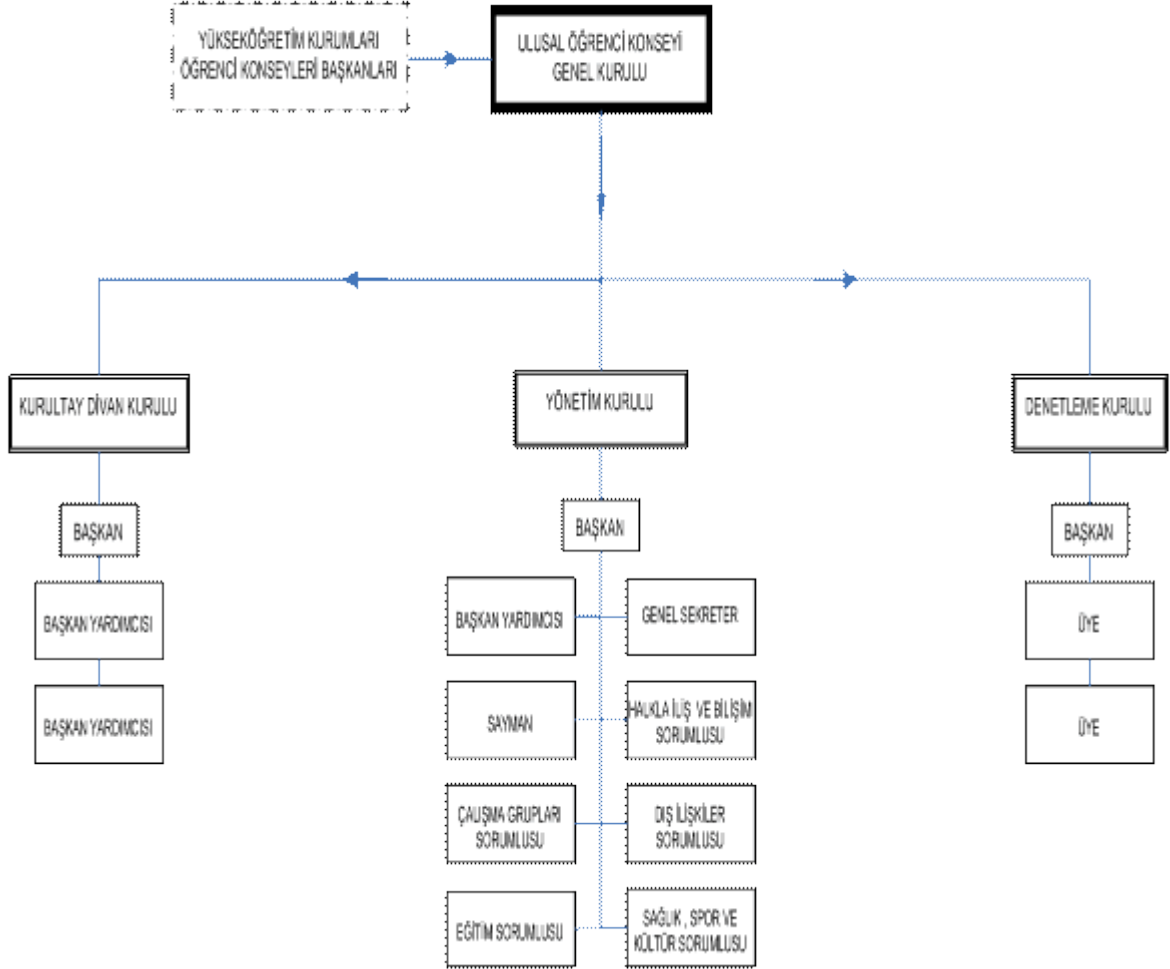 YÜKSEKÖĞRETİM KURUMLARI
ÖĞRENCİ KONSEYLERİ BAŞKANLARI
ULUSAL ÖĞRENCİ KONSEYİ
GENEL KURULU
KURULTAY DİVAN KURULU
YÖNETİM KURULU
DENETLEME KURULU
BAŞKAN
BAŞKAN
BAŞKAN
BAŞKAN YARDIMCISI
BAŞKAN YARDIMCISI
GENEL SEKRETER
ÜYE
BAŞKAN YARDIMCISI
SAYMAN
HALKLA İLİŞ VE BİLİŞİM
SORUMLUSU
ÜYE
ÇALIŞMA GRUPLARI
SORUMLUSU
DIŞ İLİŞKİLER
SORUMLUSU
EĞİTİM SORUMLUSU
SAĞLIK , SPOR VE
KÜLTÜR SORUMLUSU